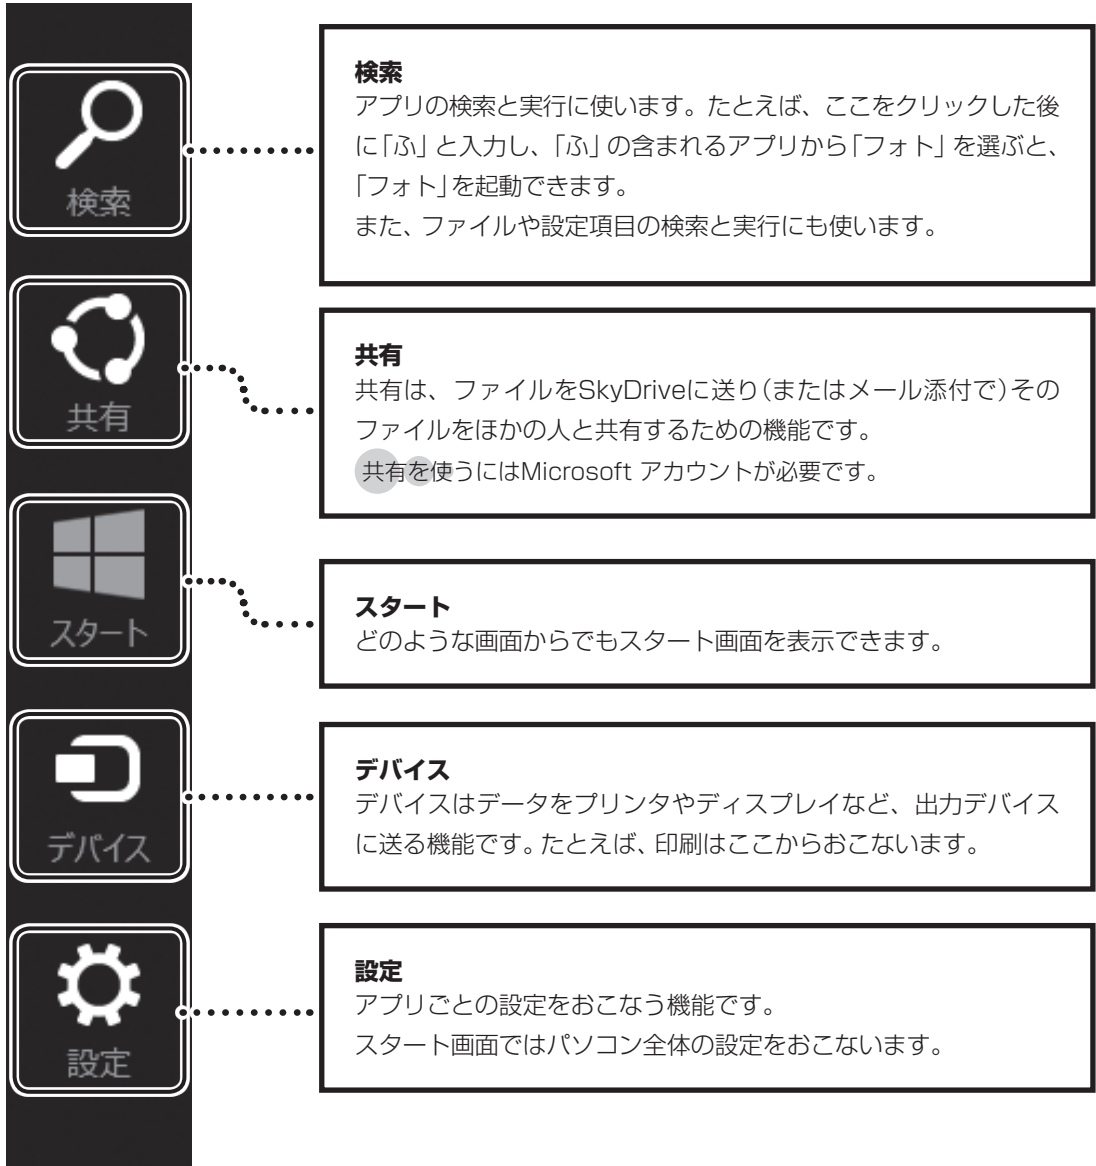 検索
検索
アプリの検索と実行に使います。たとえば、ここをクリックした後
に「ふ」と入力し、「ふ」の含まれるアプリから「フォト」を選ぶと、
「フォト」を起動できます。
また、ファイルや設定項目の検索と実行にも使います。
共有
共有
共有は、ファイルをSkyDriveに送り(またはメール添付で)その
ファイルをほかの人と共有するための機能です。
共有を使うにはMicrosoft アカウントが必要です。
スタート
スタート
どのような画面からでもスタート画面を表示できます。
デバイス
デバイス
デバイスはデータをプリンタやディスプレイなど、出力デバイス
に送る機能です。たとえば、印刷はここからおこないます。
設定
設定
アプリごとの設定をおこなう機能です。
スタート画面ではパソコン全体の設定をおこないます。